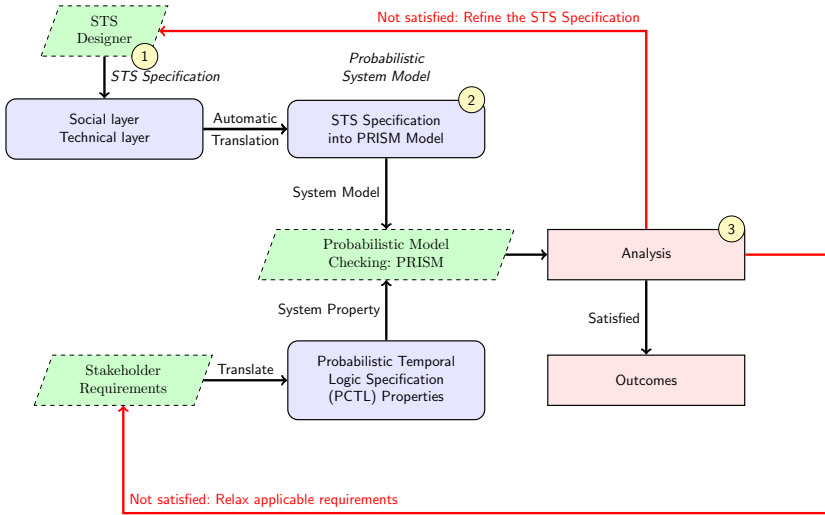 Not satisfied: Refine the STS Specification
STS
Designer
1
STS Specification
Probabilistic
System Model
2
Social layer
Technical layer
Automatic
Translation
STS Specification
into PRISM Model
System Model
Probabilistic Model
Checking: PRISM
3
Analysis
System Property
Satisfied
Stakeholder
Requirements
Translate
Probabilistic Temporal
Logic Specification
(PCTL) Properties
Outcomes
Not satisfied: Relax applicable requirements